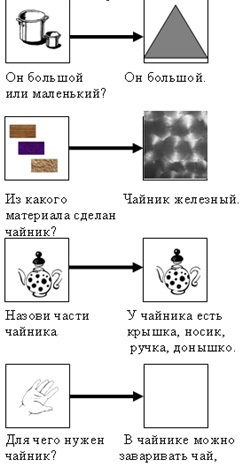 Он большой
или маленький?
Он большой.
Из какого
материала сделан
чайник?
Чайник железный.
Назови части
чайника.
У чайника есть
крышка, носик,
ручка, донышко.
Для чего нужен
чайник?
В чайнике можно
заваривать чай,